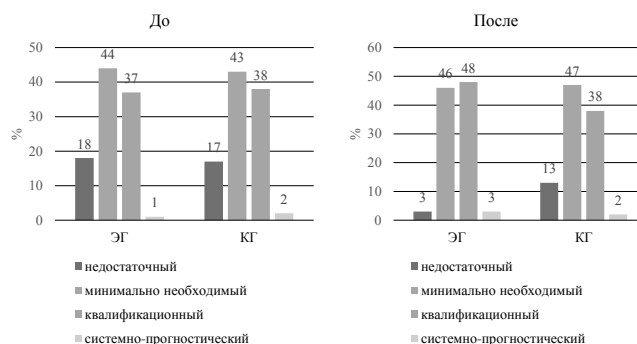 До
50
40
30
20
10
0
%
18
44
37
1
17
43
38
2
ЭГ
КГ
недостаточный
минимально необходимый
квалификационный
системно-прогностический
После
60
50
40
30
20
10
0
%
3
46
48
3
13
47
38
2
ЭГ
КГ
недостаточный
минимально необходимый
квалификационный
системно-прогностический